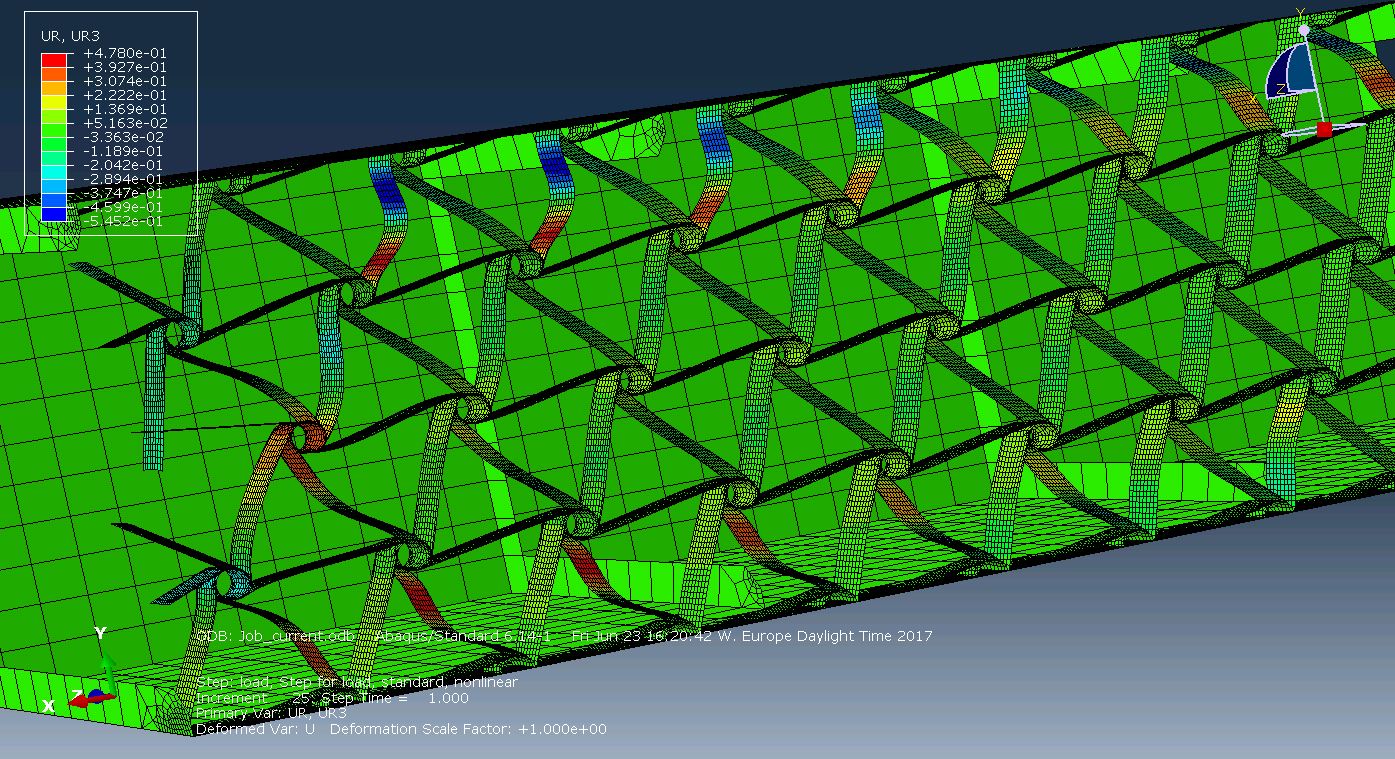 UR, UR3
+4.780e-01
+3.927e-01
+3.074e-01
+2.222e-01
+1.369e-01
+5.163e-02
-3.363e-02
-1.189e-01
-2.042e-01
-2.894e-01
-3.747e-01
-4.599e-01
-5.452e-01
Y
X
Z
Y
Z
X
ODB: Job_current.odb Abaqus/Standard 6.14-1 Fri Jun 23 16:20:42 W. Europe Daylight Time 2017
Step: load, Step for load, standard, nonlinear
Increment 25: Step Time = 1.000
Primary Var: UR, UR3
Deformed Var: U Deformation Scale Factor: +1.000e+00